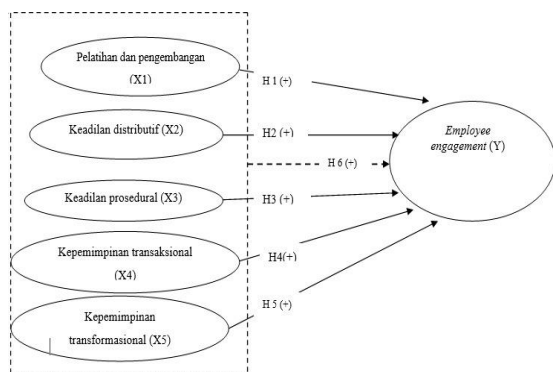 Pelatihan dan pengembangan
(X1)
H 1 (+)
Keadilan distributif (X2)
H2 (+)
Employee
engagement (Y)
H 6 (+)
Keadilan prosedural (X3)
H3 (+)
Kepemimpinan transaksional
(X4)
H4(+)
Kepemimpinan
transformasional (X5)
H 5 (+)